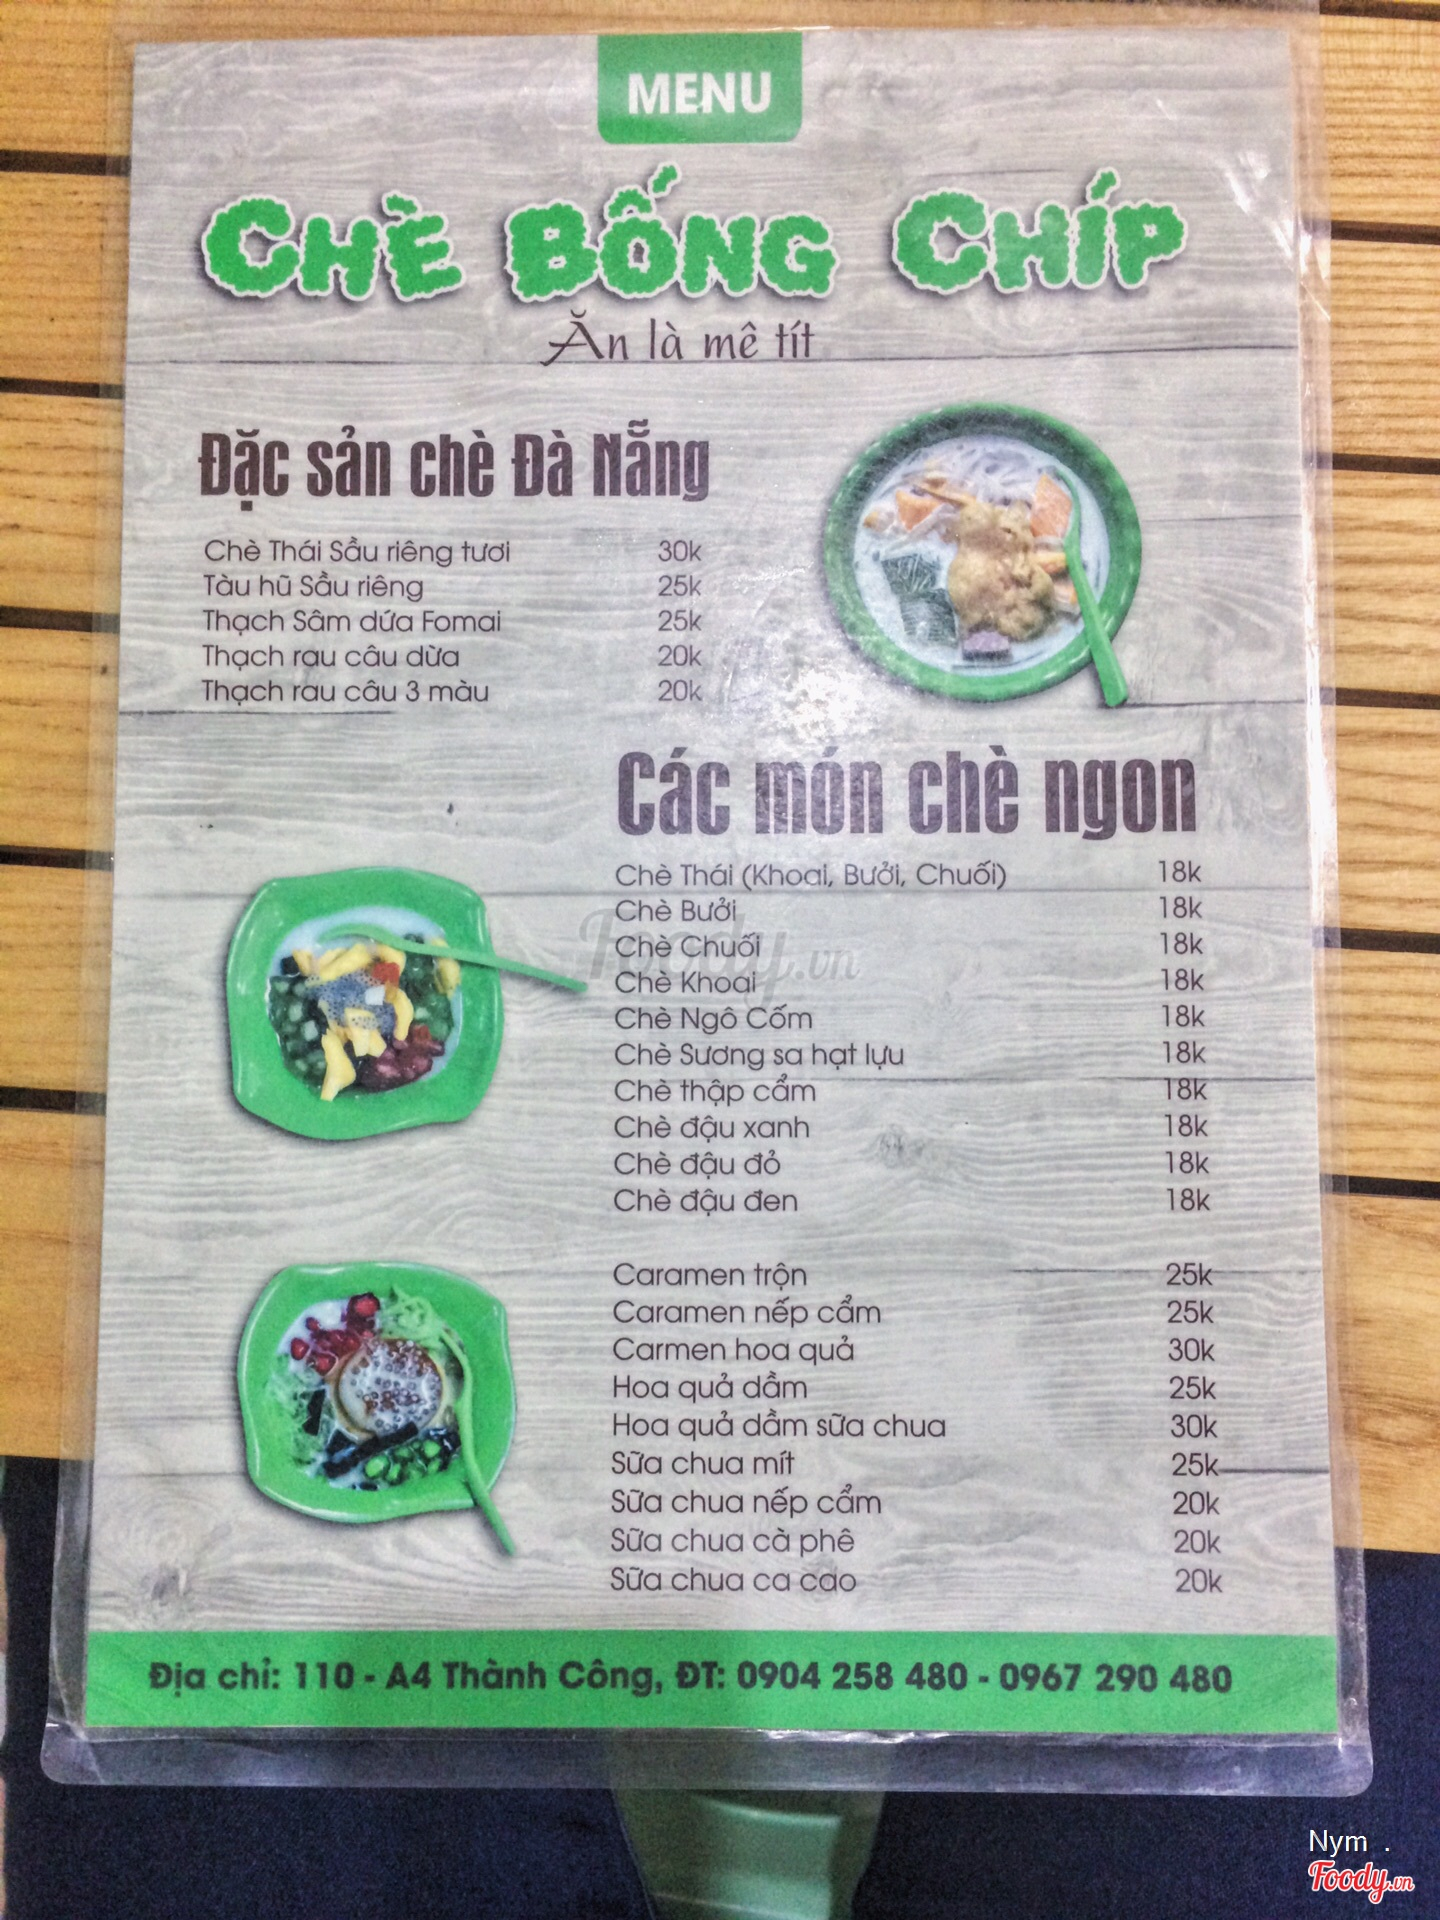 MENU
CHÈ BỐNG CHÍP
Ăn là mê tít
Đặc sản chè Đà Nẵng
Chè Thái Sầu riêng tươi 30k
Tàu hũ Sầu riêng 25k
Thạch Sâm dứa Fomai 25k
Thạch rau câu dừa 20k
Thạch rau câu 3 màu 20k
Các món chè ngon
Chè Thái (Khoai, Bưởi, Chuối) 18k
Chè Bưởi 18k
Chè Chuối 18k
Chè Khoai 18k
Chè Ngô Cốm 18k
Chè Sương sa hạt lựu 18k
Chè thập cẩm 18k
Chè đậu xanh 18k
Chè đậu đỏ 18k
Chè đậu đen 18k
Caramen trộn 25k
Caramen nếp cẩm 25k
Carmen hoa quả 30k
Hoa quả dầm 25k
Hoa quả dầm sữa chua 30k
Sữa chua mít 25k
Sữa chua nếp cẩm 20k
Sữa chua cà phê 20k
Sữa chua ca cao 20k
Địa chỉ: 110 - A4 Thành Công, ĐT: 0904 258 480 - 0967 290 480
Foody.vn
Nym .
Foody.vn